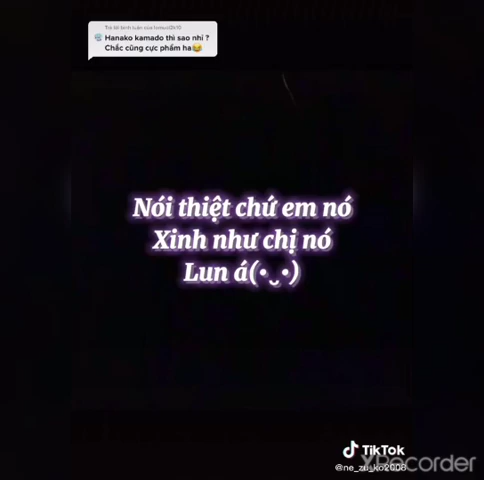 Hanako kamado thì sao nhỉ ?
Chắc cũng cực phẩm ha😂
Nói thiệt chứ em nó
Xinh như chị nó
Lun á(•ᴗ•)
TikTok
XRecorder
@ne_zu_ko2008